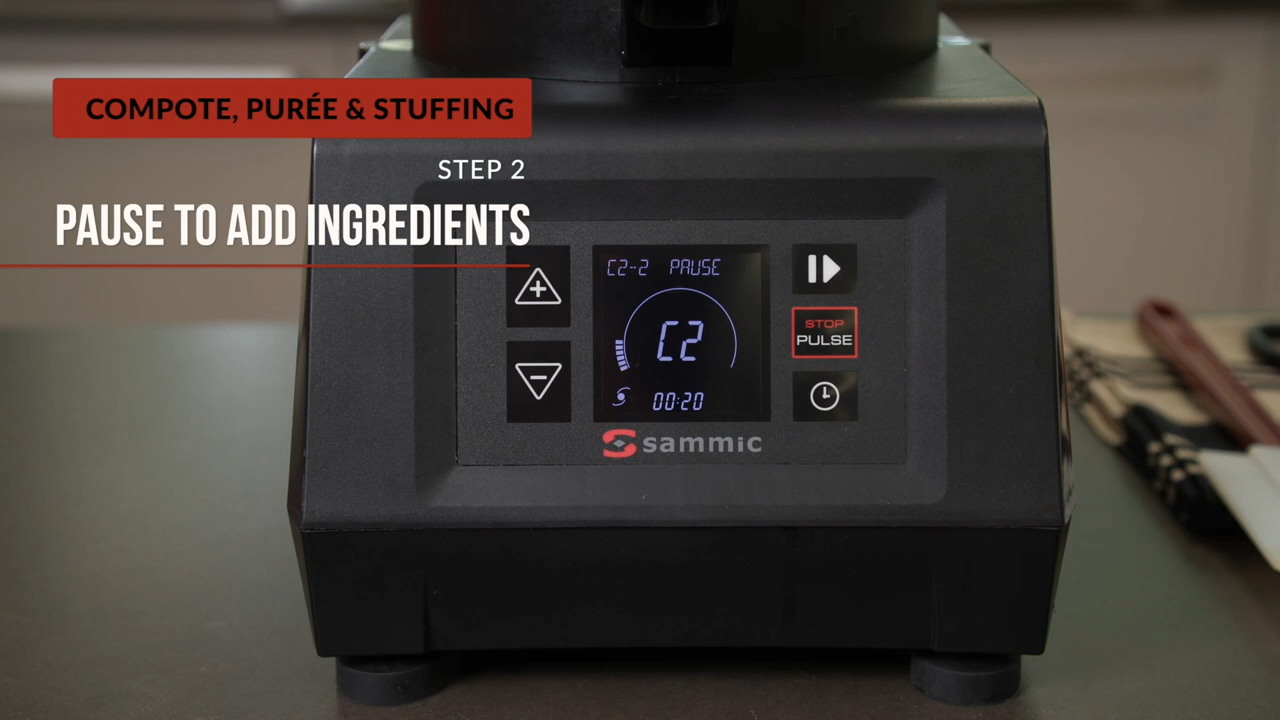 COMPOTE, PURÉE & STUFFING
STEP 2
PAUSE TO ADD INGREDIENTS
C2-2 PAUSE
C2
00:20
STOP
PULSE
sammic